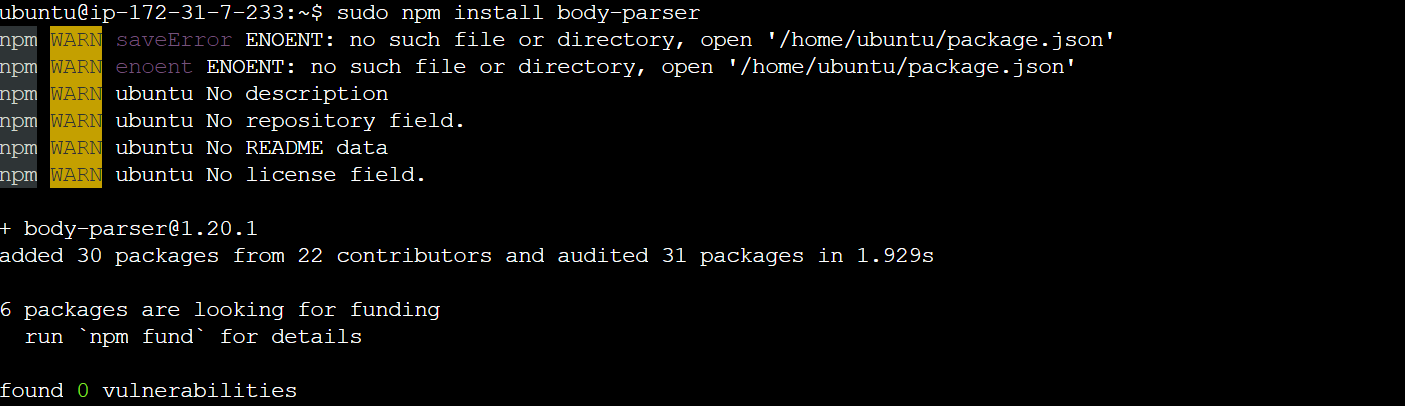 ubuntu@ip-172-31-7-233:~$ sudo npm install body-parser
npm WARN saveError ENOENT: no such file or directory, open '/home/ubuntu/package.json'
npm WARN enoent ENOENT: no such file or directory, open '/home/ubuntu/package.json'
npm WARN ubuntu No description
npm WARN ubuntu No repository field.
npm WARN ubuntu No README data
npm WARN ubuntu No license field.
+ body-parser@1.20.1
added 30 packages from 22 contributors and audited 31 packages in 1.929s
6 packages are looking for funding
run `npm fund` for details
found 0 vulnerabilities